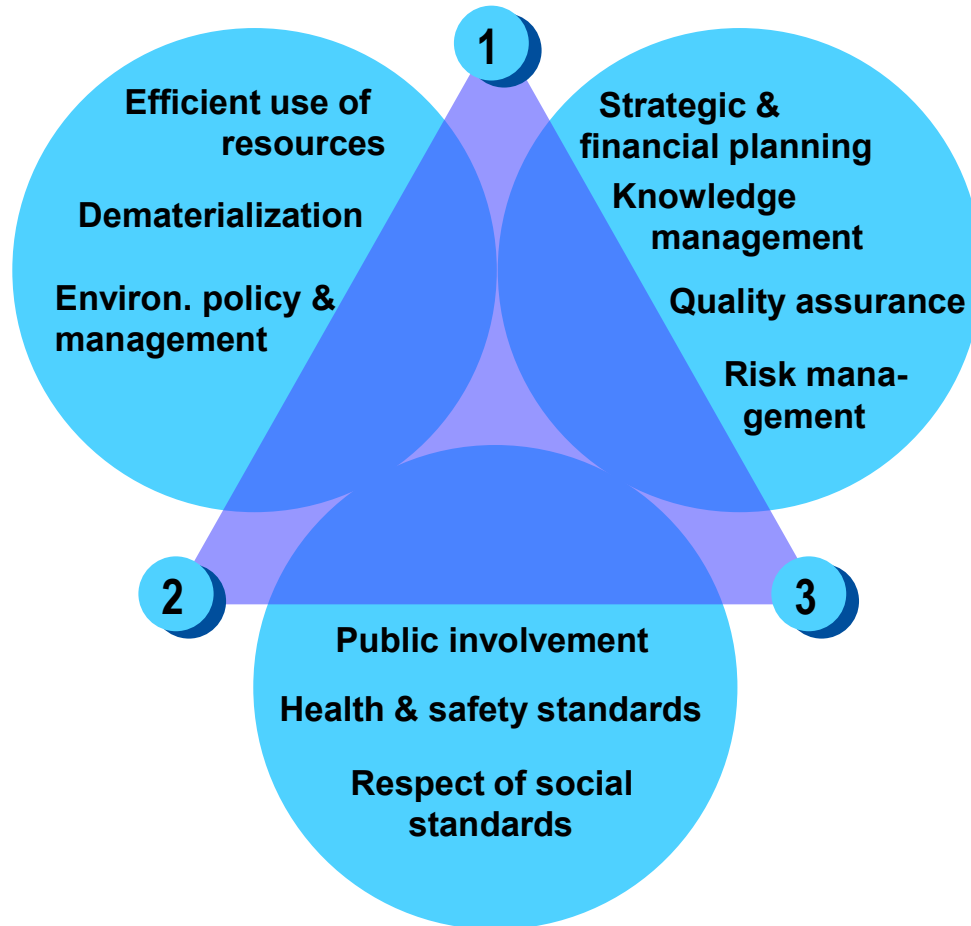 1
Efficient use of
resources
Dematerialization
Environ. policy &
management
Strategic &
financial planning
Knowledge
management
Quality assurance
Risk mana-
gement
2
3
Public involvement
Health & safety standards
Respect of social
standards